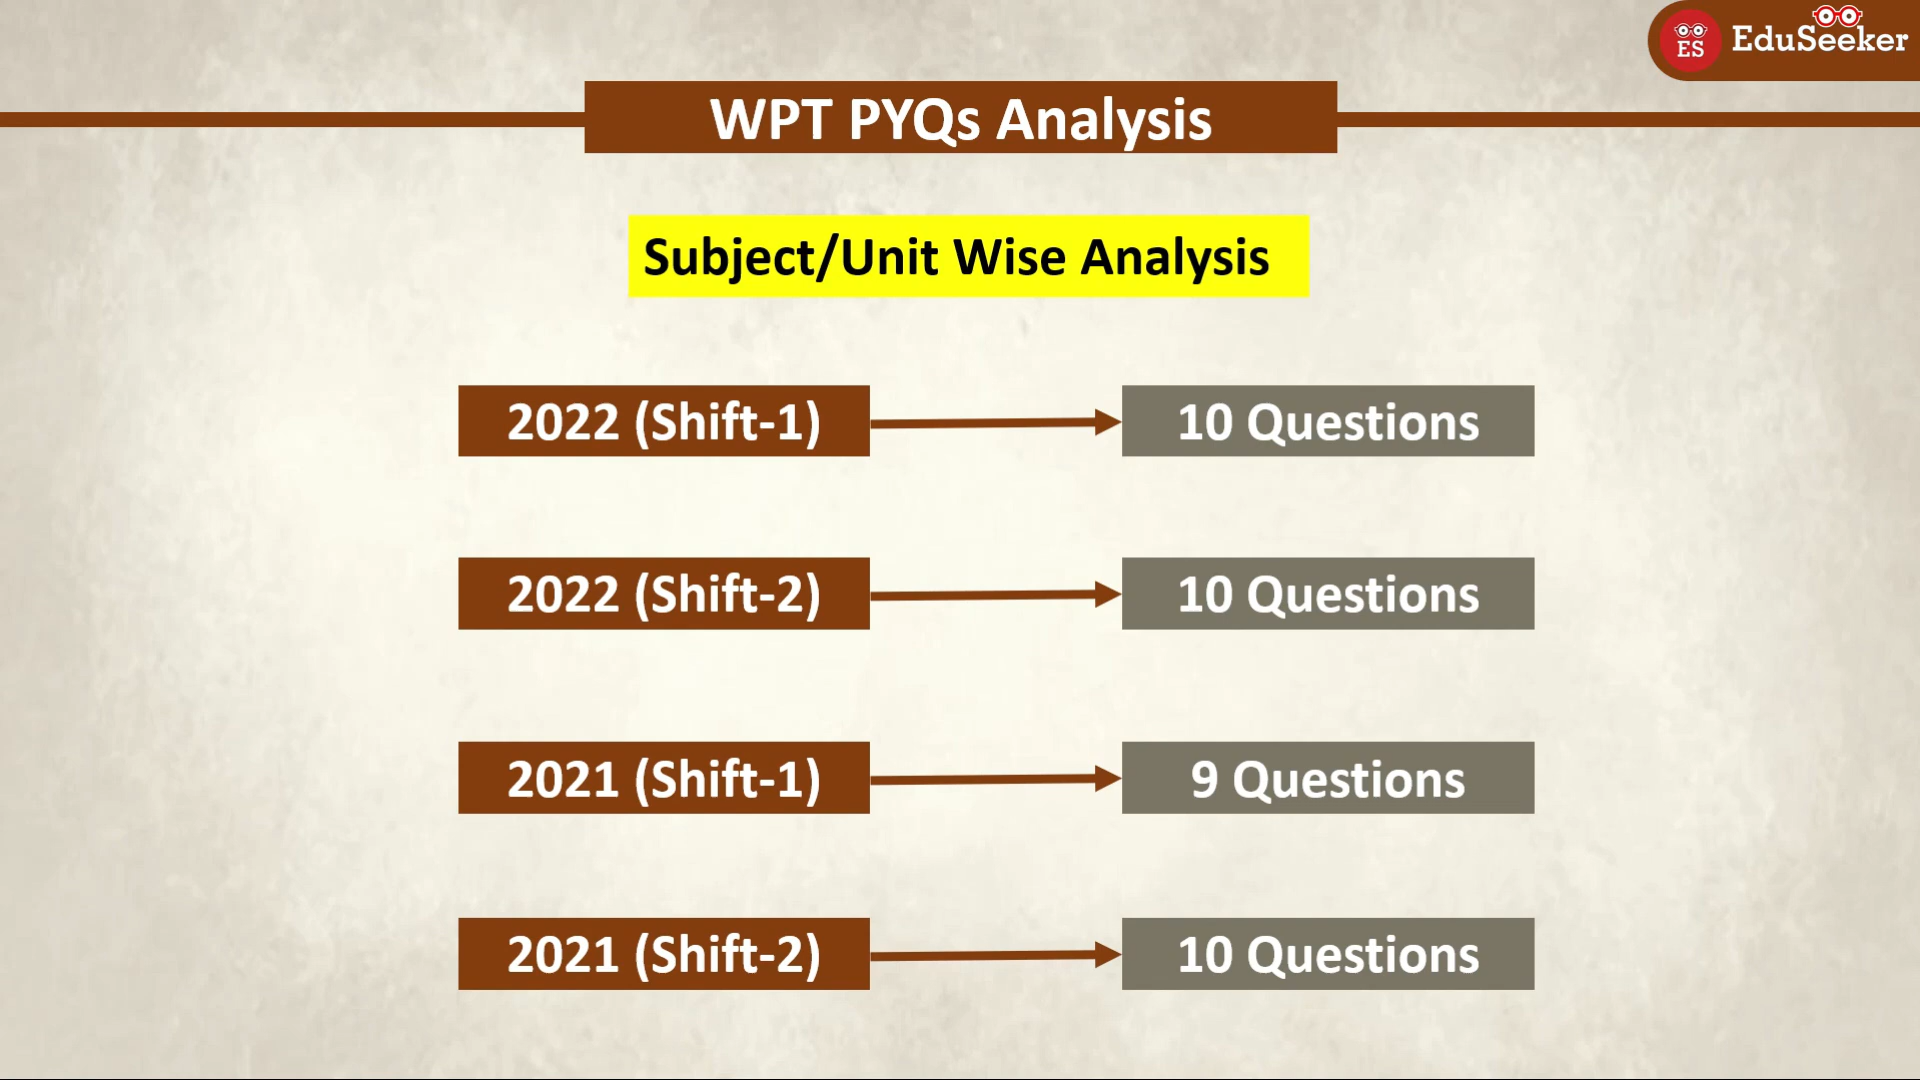 ES EduSeeker
WPT PYQs Analysis
Subject/Unit Wise Analysis
2022 (Shift-1) 10 Questions
2022 (Shift-2) 10 Questions
2021 (Shift-1) 9 Questions
2021 (Shift-2) 10 Questions